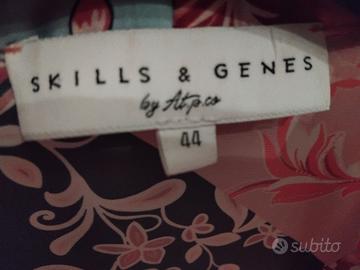 SKILLS & GENES
by At.p.co
44
subito